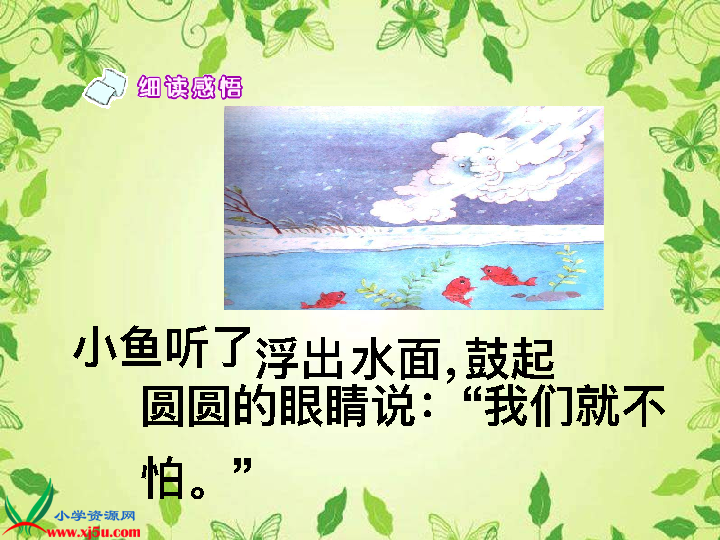 细读感悟
小鱼听了浮出水面，鼓起
圆圆的眼睛说：“我们就不
怕。”
小学资源网
www.xj5u.com